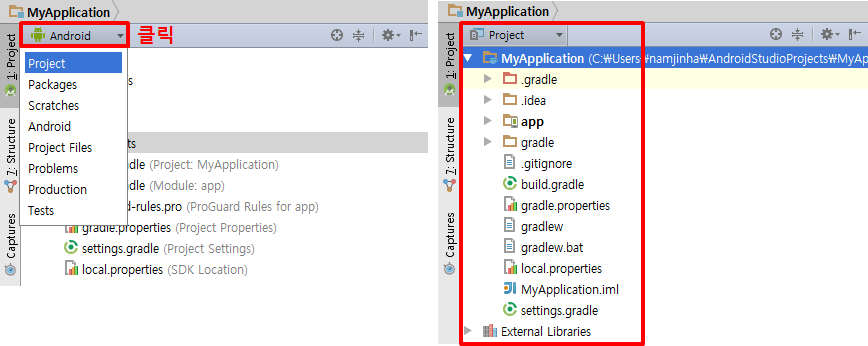 MyApplication
Android
클릭
Project
Packages
Scratches
Android
Project Files
Problems
Production
Tests
ts
dle (Project: MyApplication)
dle (Module: app)
d-rules.pro (ProGuard Rules for app)
gradle.properties (Project Properties)
settings.gradle (Project Settings)
local.properties (SDK Location)
1: Project
7: Structure
Captures
MyApplication
Project
MyApplication (C:₩Users₩namjinha₩AndroidStudioProjects₩MyAp
.gradle
.idea
app
gradle
.gitignore
build.gradle
gradle.properties
gradlew
gradlew.bat
local.properties
MyApplication.iml
settings.gradle
External Libraries
1: Project
7: Structure
Captures